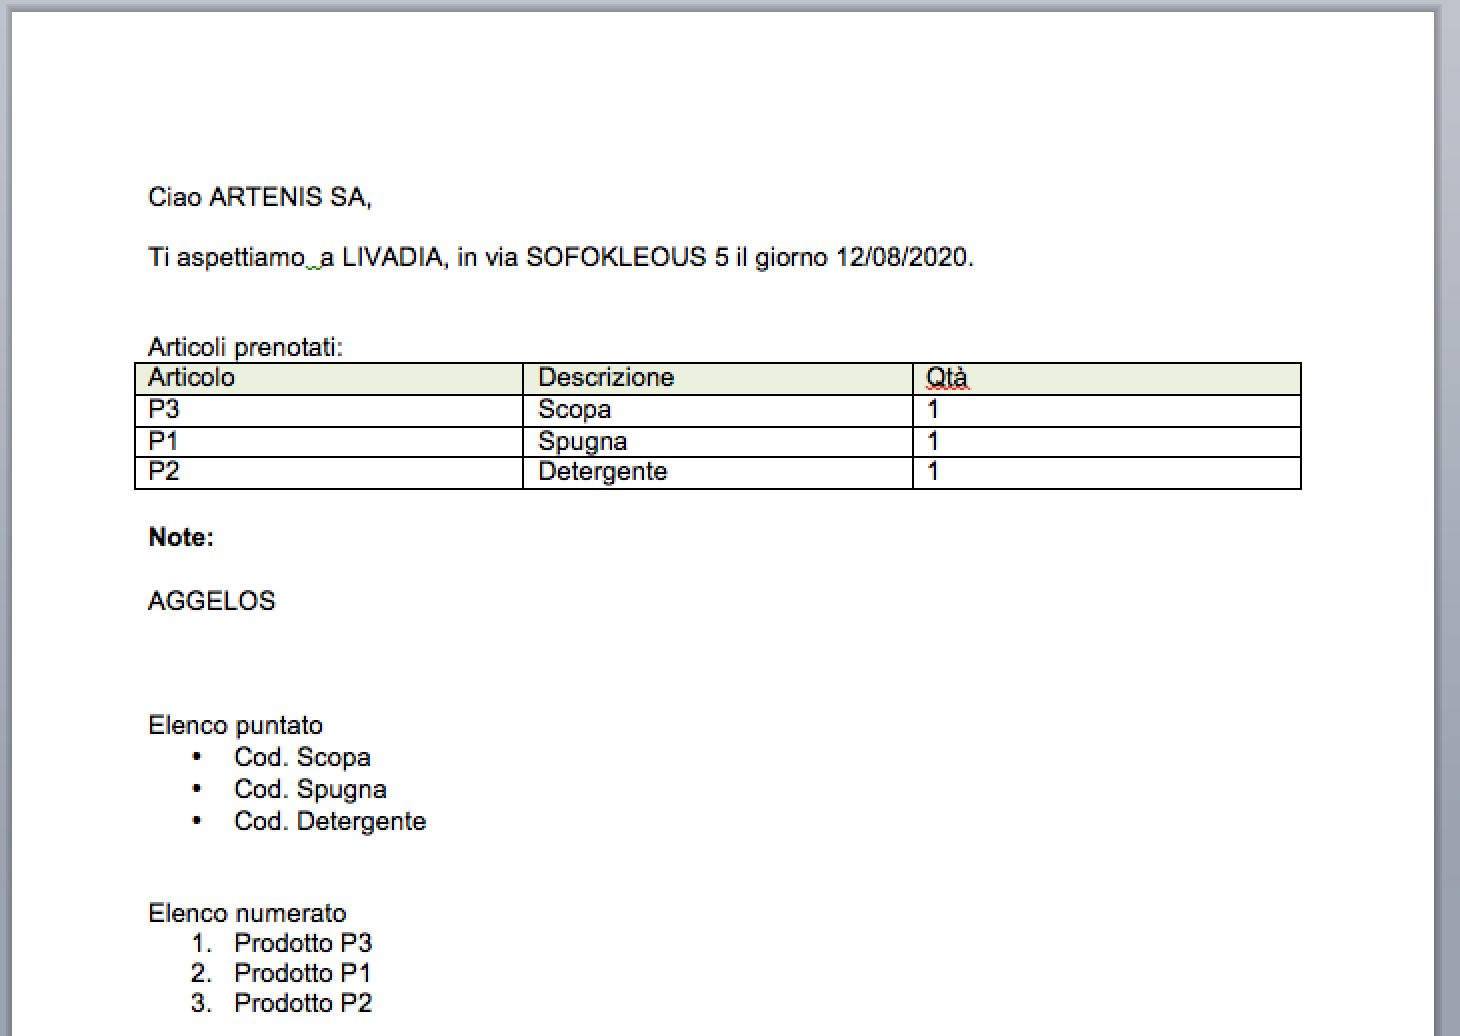 Ciao ARTENIS SA,
Ti aspettiamo  a LIVADIA, in via SOFOKLEOUS 5 il giorno 12/08/2020.
Articoli prenotati:
Articolo Descrizione Qtà
P3 Scopa 1
P1 Spugna 1
P2 Detergente 1
Note:
AGGELOS
Elenco puntato
• Cod. Scopa
• Cod. Spugna
• Cod. Detergente
Elenco numerato
1. Prodotto P3
2. Prodotto P1
3. Prodotto P2